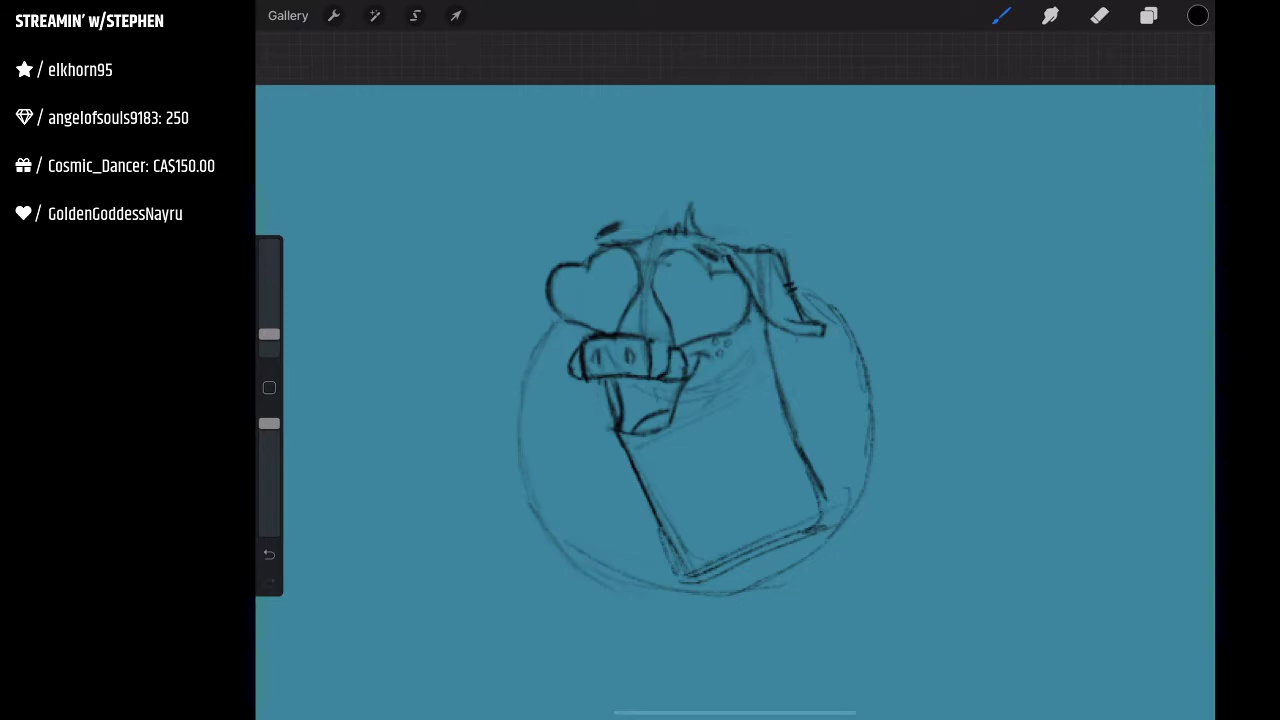 STREAMIN' w/STEPHEN
/ elkhorn95
/ angelofsouls9183: 250
/ Cosmic_Dancer: CA$150.00
/ GoldenGoddessNayru
Gallery